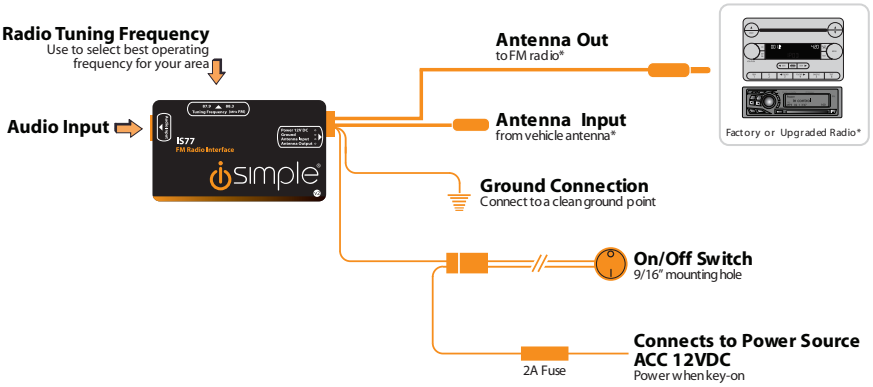 Radio Tuning Frequency
Use to select best operating
frequency for your area
Audio Input
Antenna Out
to FM radio*
Antenna Input
from vehicle antenna*
Ground Connection
Connect to a clean ground point
On/Off Switch
9/16" mounting hole
2A Fuse
Connects to Power Source
ACC 12VDC
Power when key-on
Factory or Upgraded Radio*
Audio Input
Tuning Frequency
Power 12V DC
Ground
Antenna Input
Antenna Output
IS77
FM Radio Interface
isimple®
V2